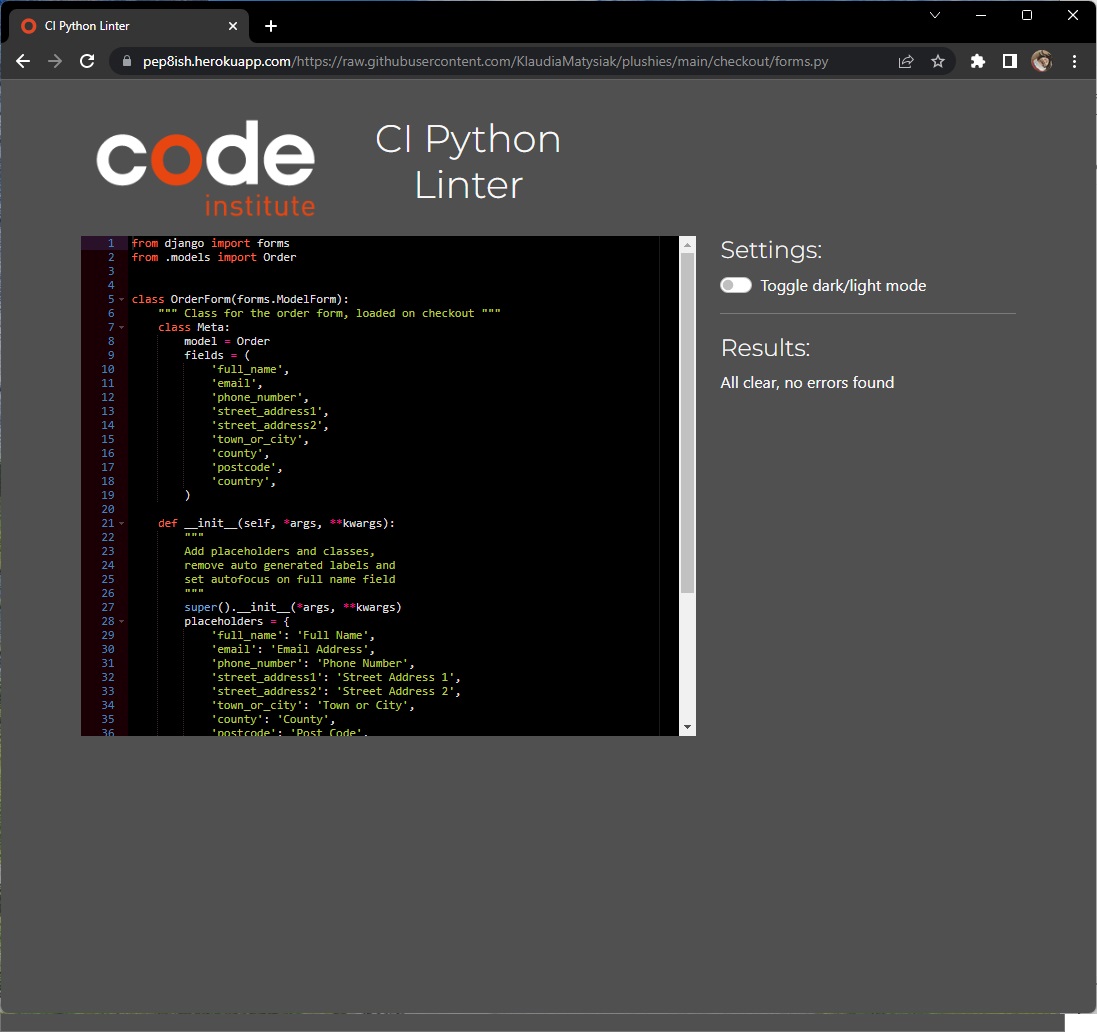 CI Python Linter
pep8ish.herokuapp.com/https://raw.githubusercontent.com/KlaudiaMatysiak/plushies/main/checkout/forms.py
code
institute
CI Python
Linter
1 from django import forms
2 from .models import Order
3
4
5 class OrderForm(forms.ModelForm):
6     """ Class for the order form, loaded on checkout """
7     class Meta:
8         model = Order
9         fields = (
10             'full_name',
11             'email',
12             'phone_number',
13             'street_address1',
14             'street_address2',
15             'town_or_city',
16             'county',
17             'postcode',
18             'country',
19         )
20
21     def __init__(self, *args, **kwargs):
22         """
23         Add placeholders and classes,
24         remove auto generated labels and
25         set autofocus on full name field
26         """
27         super().__init__(*args, **kwargs)
28         placeholders = {
29             'full_name': 'Full Name',
30             'email': 'Email Address',
31             'phone_number': 'Phone Number',
32             'street_address1': 'Street Address 1',
33             'street_address2': 'Street Address 2',
34             'town_or_city': 'Town or City',
35             'county': 'County',
36             'postcode': 'Post Code',
Settings:
Toggle dark/light mode
Results:
All clear, no errors found